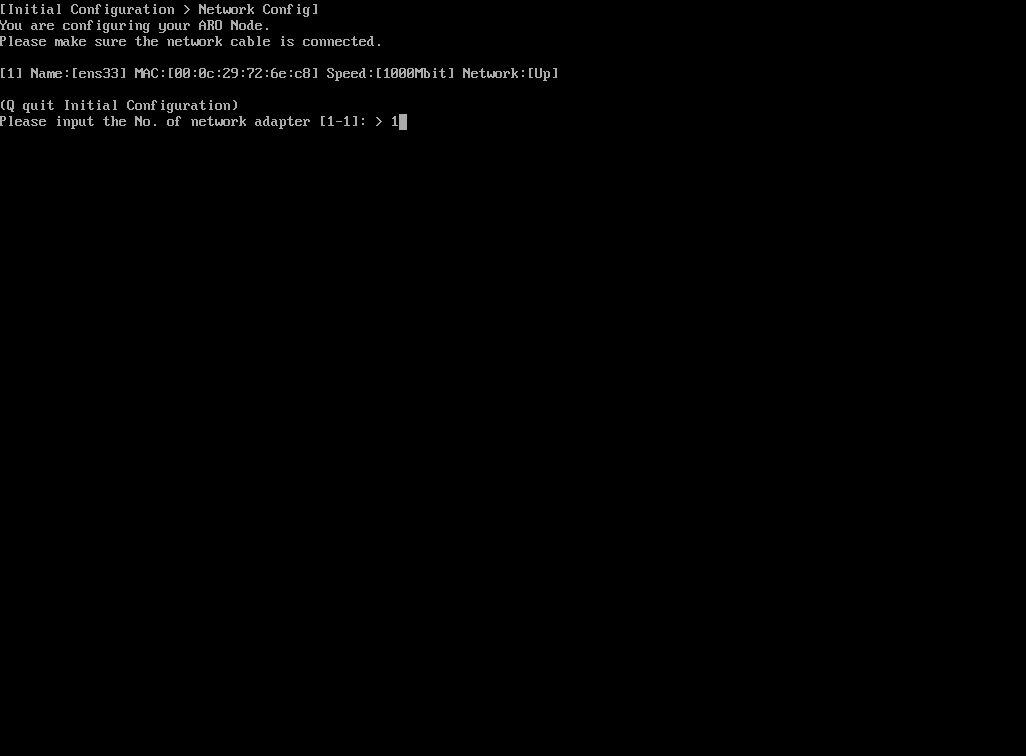 [Initial Configuration > Network Config]
You are configuring your ARO Node.
Please make sure the network cable is connected.
[1] Name:[ens33] MAC:[00:0c:29:72:6e:c8] Speed:[1000Mbit] Network:[Up]
(Q quit Initial Configuration)
Please input the No. of network adapter [1-1]: > 1